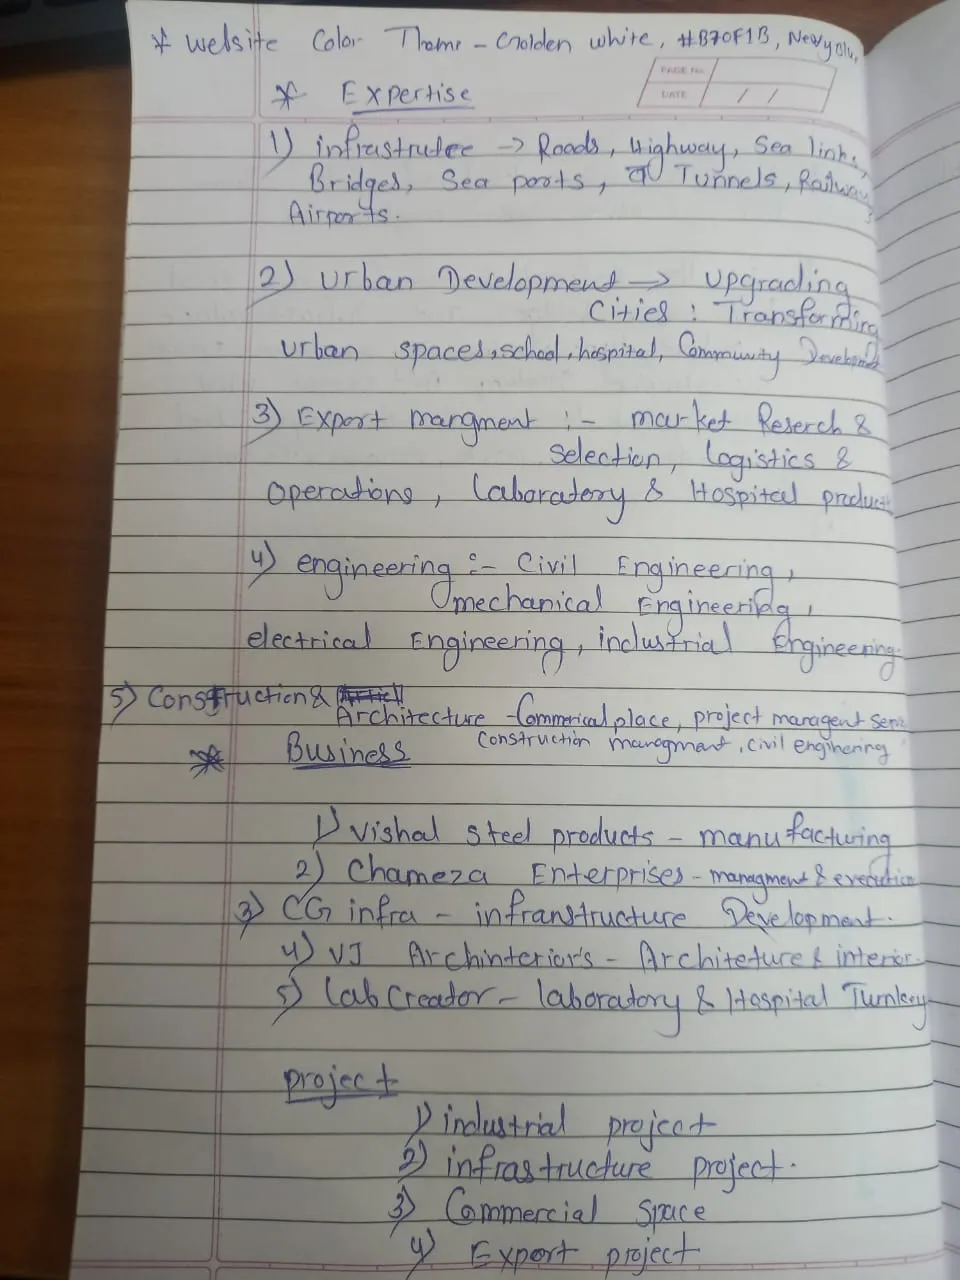 * website Color Theme - Golden white, #B70F1B, Nevy blu,
PAGE No.
DATE / /
* Expertise
1) infrastrutee -> Roads, Highway, Sea link,
Bridges, Sea ports, Tunnels, Railway,
Airports.
2) Urban Development -> Upgrading
Cities : Transforming
urban spaces, school, hospital, Community Development
3) Export mangment :- market Reserch &
Selection, Logistics &
Operations, Laboratory & Hospital product
4) engineering :- Civil Engineering,
mechanical Engineering,
electrical Engineering, industrial Engineering.
5) Construction &
Architecture - Commerical place, project managent Servi
Construction managment, civil enginering
* Business
1) vishal steel products - manufacturing
2) Chameza Enterprises - managment & execution
3) CG infra - infranstructure Development.
4) VJ Archinterior's - Architeture & interior.
5) Lab Creator - laboratory & Hospital Turnkey
project
1) industrial project
2) infrastructure project.
3) Commercial Space
4) Export project